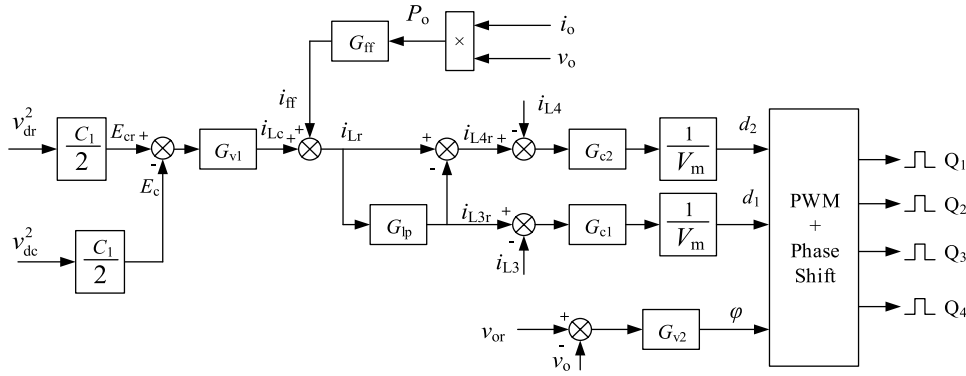 P_o
i_o
G_ff
×
v_o
i_ff
i_L4
v_dr^2
C_1
2
E_cr
+
-
G_v1
i_Lc
+
+
i_Lr
+
-
i_L4r
+
-
G_c2
1
V_m
d_2
E_c
Q_1
Q_2
Q_3
Q_4
PWM
+
Phase
Shift
G_lp
i_L3r
+
-
i_L3
G_c1
1
V_m
d_1
v_dc^2
C_1
2
v_or
+
-
v_o
G_v2
φ